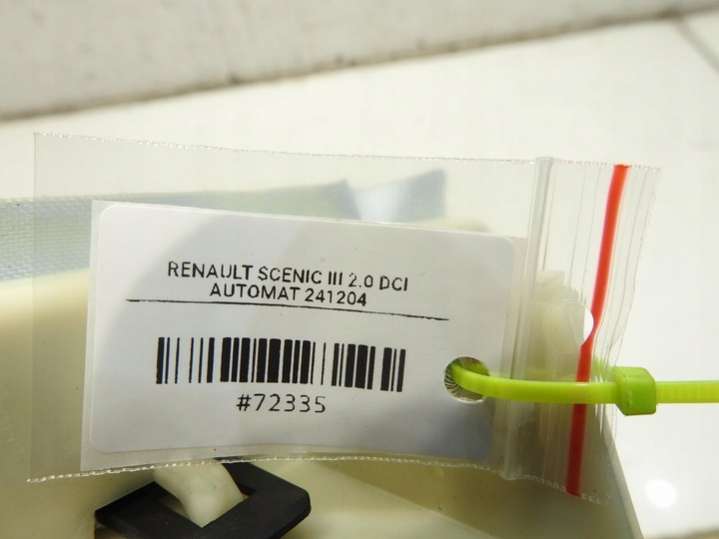 RENAULT SCENIC III 2.0 DCI
AUTOMAT 241204
#72335